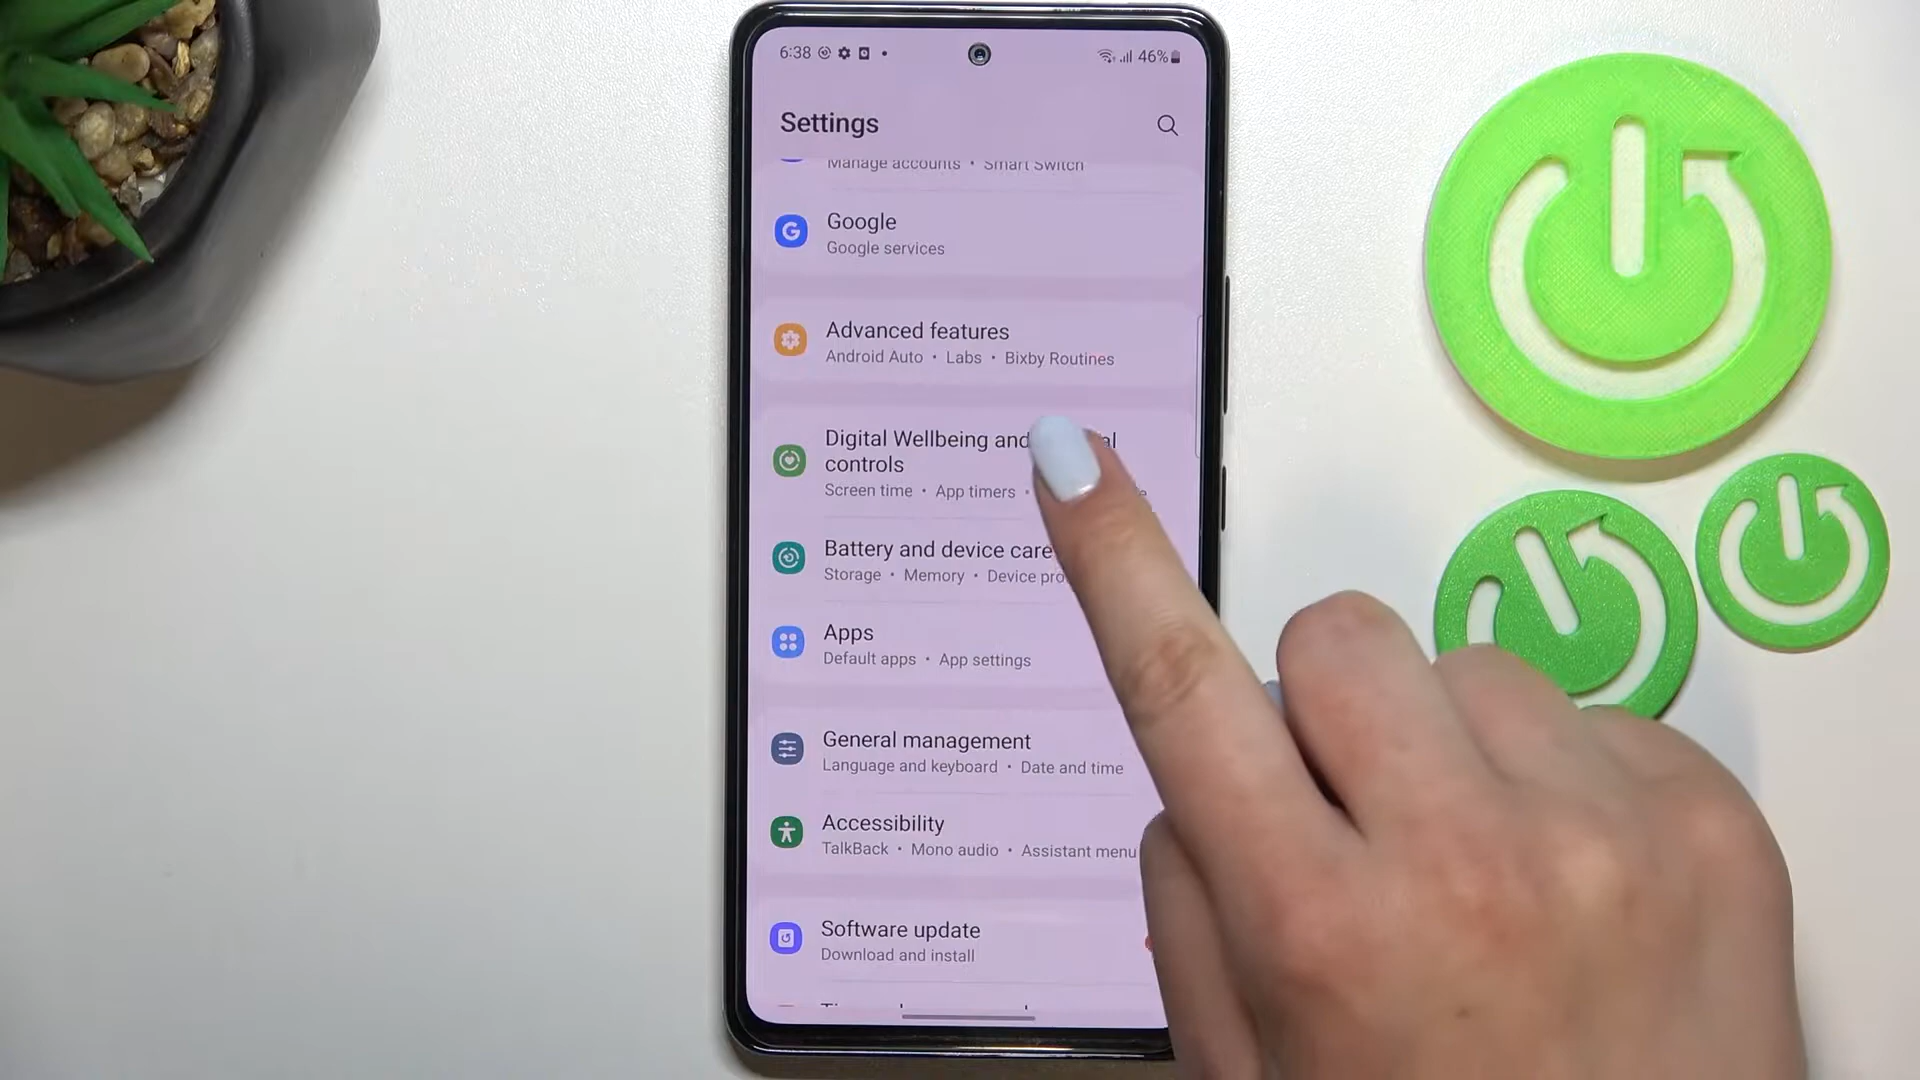 6:38 46%
Settings
Manage accounts • Smart Switch
Google
Google services
Advanced features
Android Auto • Labs • Bixby Routines
Digital Wellbeing and
controls
Screen time • App timers •
Battery and device care
Storage • Memory • Device
Apps
Default apps • App settings
General management
Language and keyboard • Date and time
Accessibility
TalkBack • Mono audio • Assistant menu
Software update
Download and install